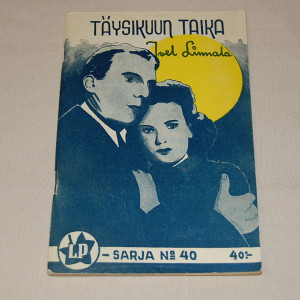 TÄYSIKUUN TAIKA
Joel Linnala
LP
- SARJA No 40
40:-